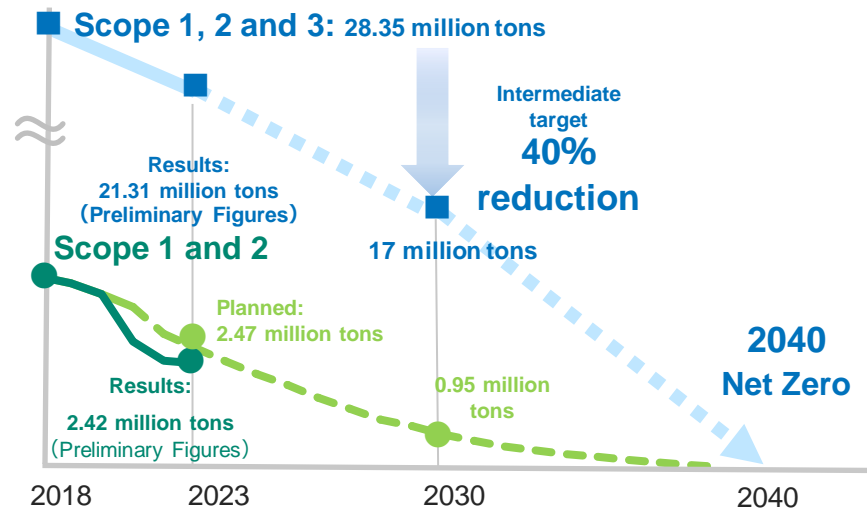 Scope 1, 2 and 3: 28.35 million tons
Intermediate
target
40%
reduction
Results:
21.31 million tons
(Preliminary Figures)
17 million tons
Scope 1 and 2
Planned:
2.47 million tons
2040
Net Zero
0.95 million
tons
Results:
2.42 million tons
(Preliminary Figures)
2018
2023
2030
2040